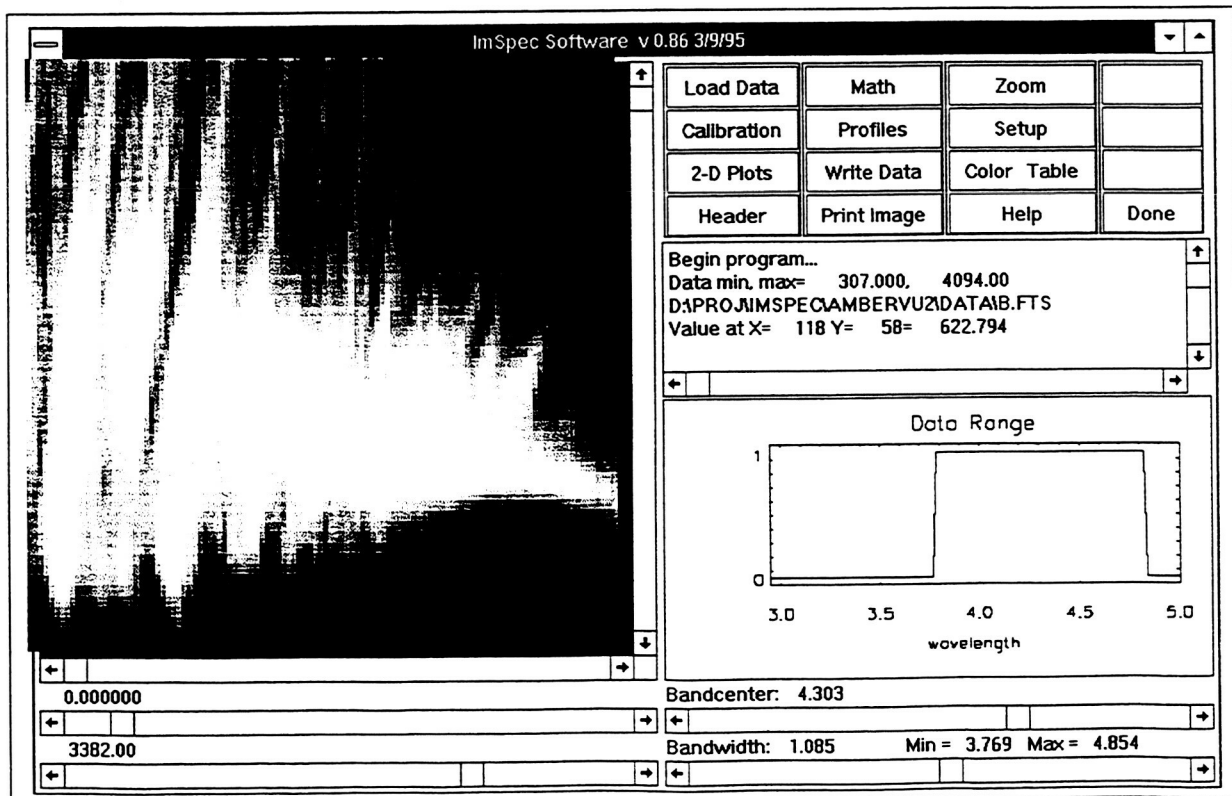 ImSpec Software v 0.86 3/9/95
Load Data Math Zoom
Calibration Profiles Setup
2-D Plots Write Data Color Table
Header Print Image Help Done
Begin program...
Data min, max= 307.000, 4094.00
D:\PROJ\IMSPEC\AMBERVU2\DATA\B.FTS
Value at X= 118 Y= 58= 622.794
Data Range
1
0
3.0 3.5 4.0 4.5 5.0
wavelength
0.000000
3382.00
Bandcenter: 4.303
Bandwidth: 1.085 Min = 3.769 Max = 4.854